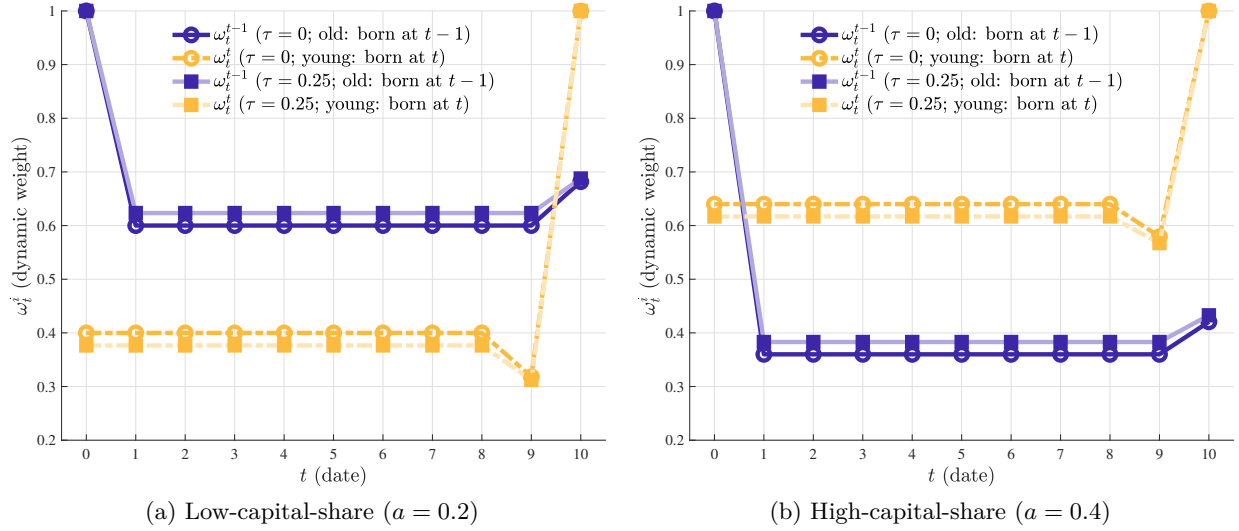 1
0.9
0.8
0.7
0.6
0.5
0.4
0.3
0.2
ω_t^i (dynamic weight)
ω_t^{t−1} (τ = 0; old: born at t − 1)
ω_t^t (τ = 0; young: born at t)
ω_t^{t−1} (τ = 0.25; old: born at t − 1)
ω_t^t (τ = 0.25; young: born at t)
0 1 2 3 4 5 6 7 8 9 10
t (date)
(a) Low-capital-share (a = 0.2)
1
0.9
0.8
0.7
0.6
0.5
0.4
0.3
0.2
ω_t^i (dynamic weight)
ω_t^{t−1} (τ = 0; old: born at t − 1)
ω_t^t (τ = 0; young: born at t)
ω_t^{t−1} (τ = 0.25; old: born at t − 1)
ω_t^t (τ = 0.25; young: born at t)
0 1 2 3 4 5 6 7 8 9 10
t (date)
(b) High-capital-share (a = 0.4)